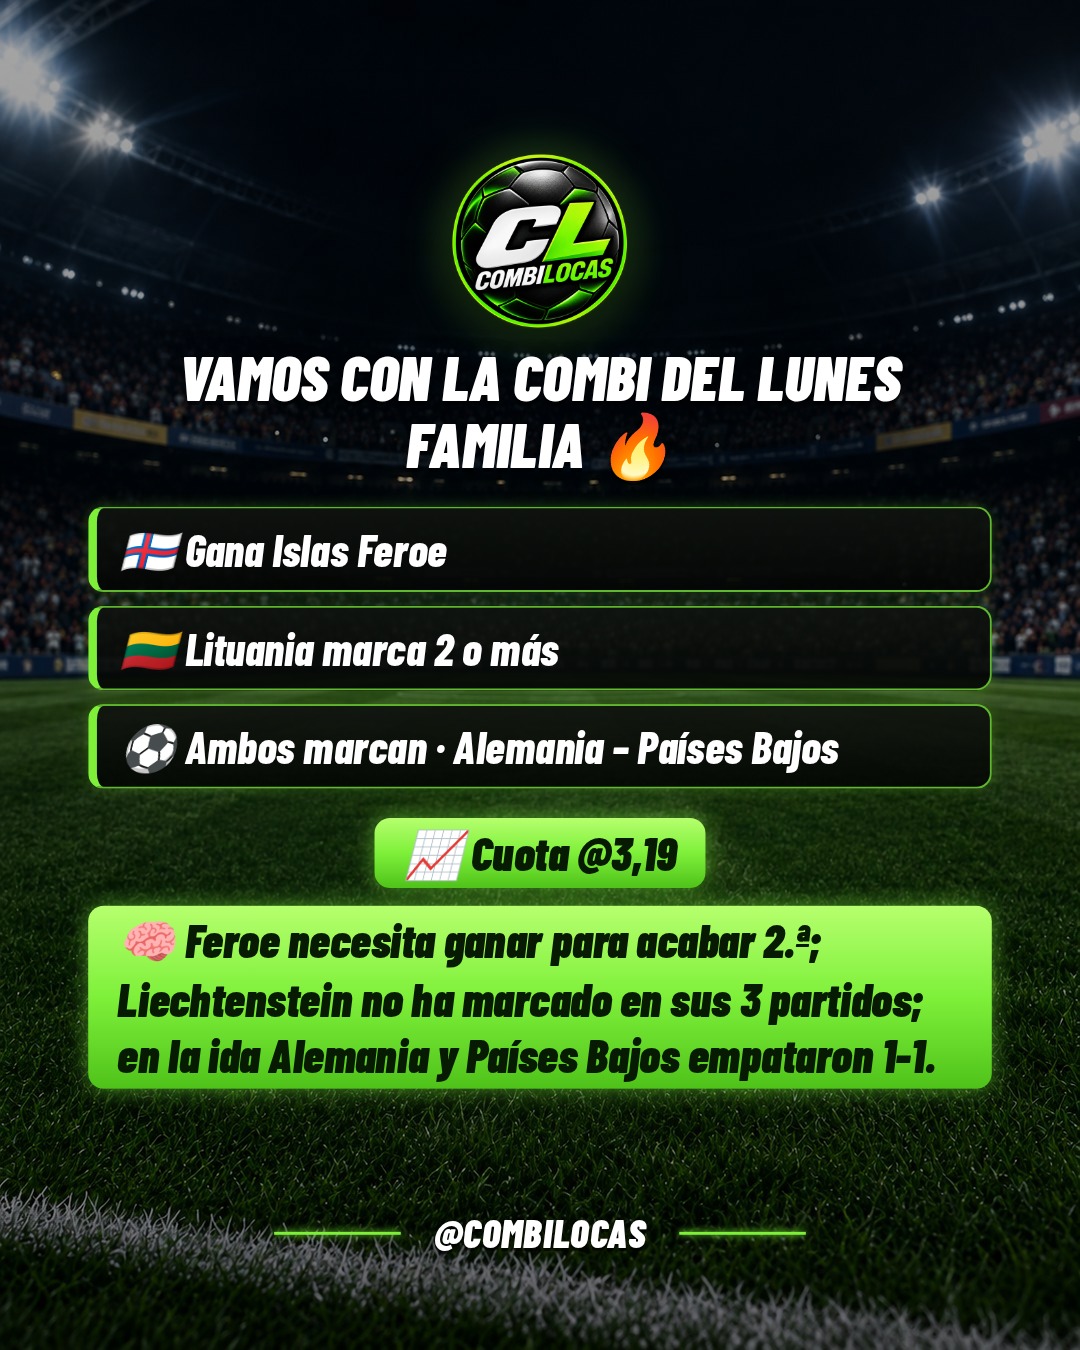 CL
COMBILOCAS
VAMOS CON LA COMBI DEL LUNES
FAMILIA 🔥
🇫🇴 Gana Islas Feroe
🇱🇹 Lituania marca 2 o más
⚽ Ambos marcan · Alemania – Países Bajos
📈 Cuota @3,19
🧠 Feroe necesita ganar para acabar 2.ª;
Liechtenstein no ha marcado en sus 3 partidos;
en la ida Alemania y Países Bajos empataron 1-1.
@COMBILOCAS